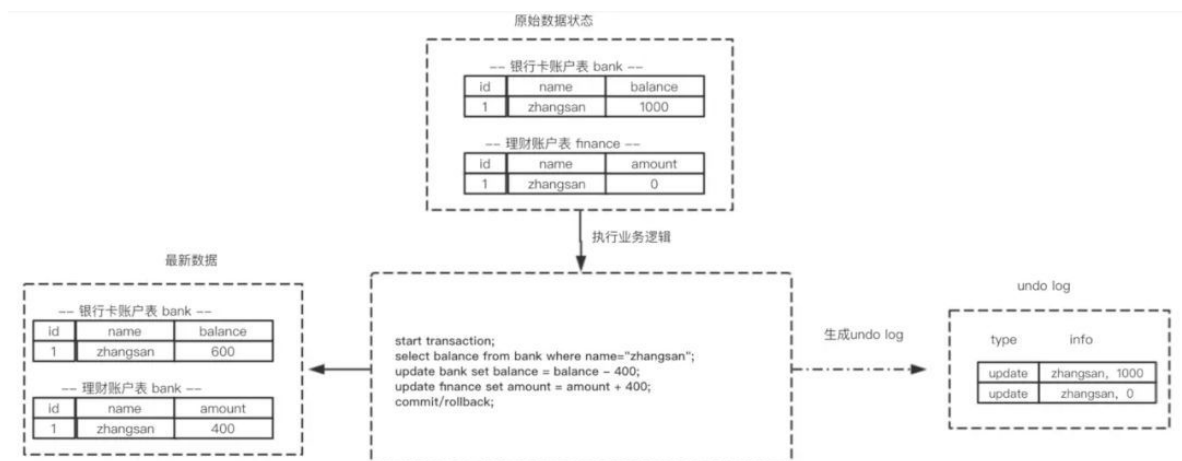 原始数据状态
-- 银行卡账户表 bank --
id name balance
1 zhangsan 1000
-- 理财账户表 finance --
id name amount
1 zhangsan 0
执行业务逻辑
最新数据
-- 银行卡账户表 bank --
id name balance
1 zhangsan 600
-- 理财账户表 bank --
id name amount
1 zhangsan 400
start transaction;
select balance from bank where name="zhangsan";
update bank set balance = balance - 400;
update finance set amount = amount + 400;
commit/rollback;
生成undo log
undo log
type info
update zhangsan, 1000
update zhangsan, 0